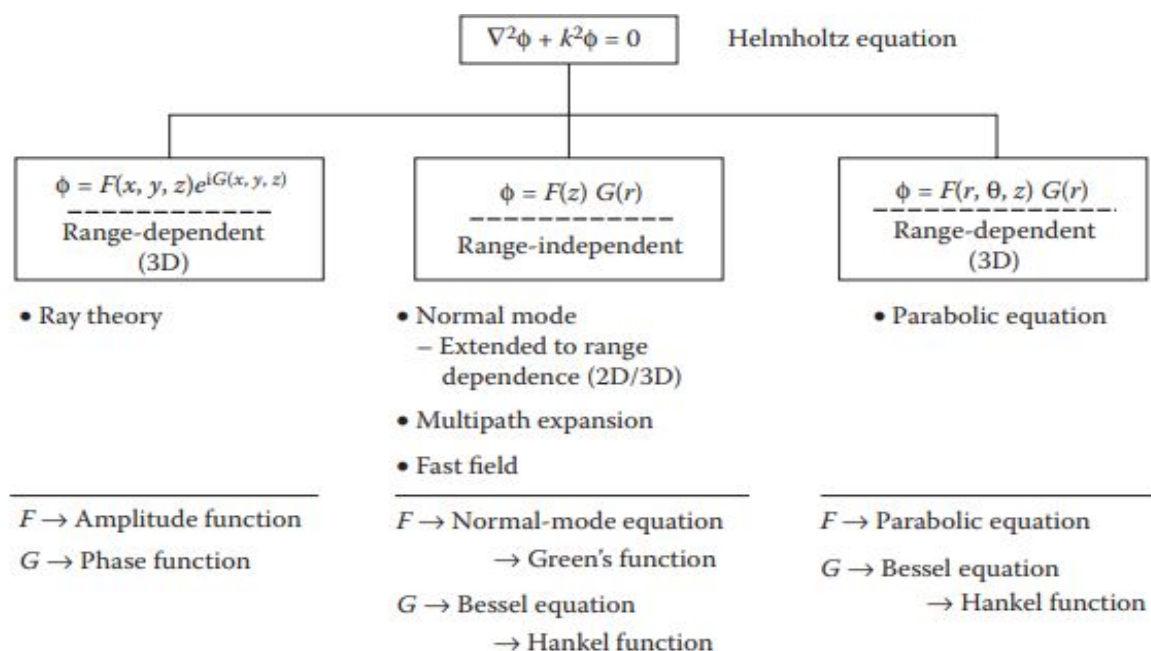 ∇²ϕ + k²ϕ = 0
Helmholtz equation
ϕ = F(x, y, z)e^{iG(x, y, z)}
Range-dependent
(3D)
• Ray theory
F → Amplitude function
G → Phase function
ϕ = F(z) G(r)
Range-independent
• Normal mode
– Extended to range
dependence (2D/3D)
• Multipath expansion
• Fast field
F → Normal-mode equation
→ Green's function
G → Bessel equation
→ Hankel function
ϕ = F(r, θ, z) G(r)
Range-dependent
(3D)
• Parabolic equation
F → Parabolic equation
G → Bessel equation
→ Hankel function